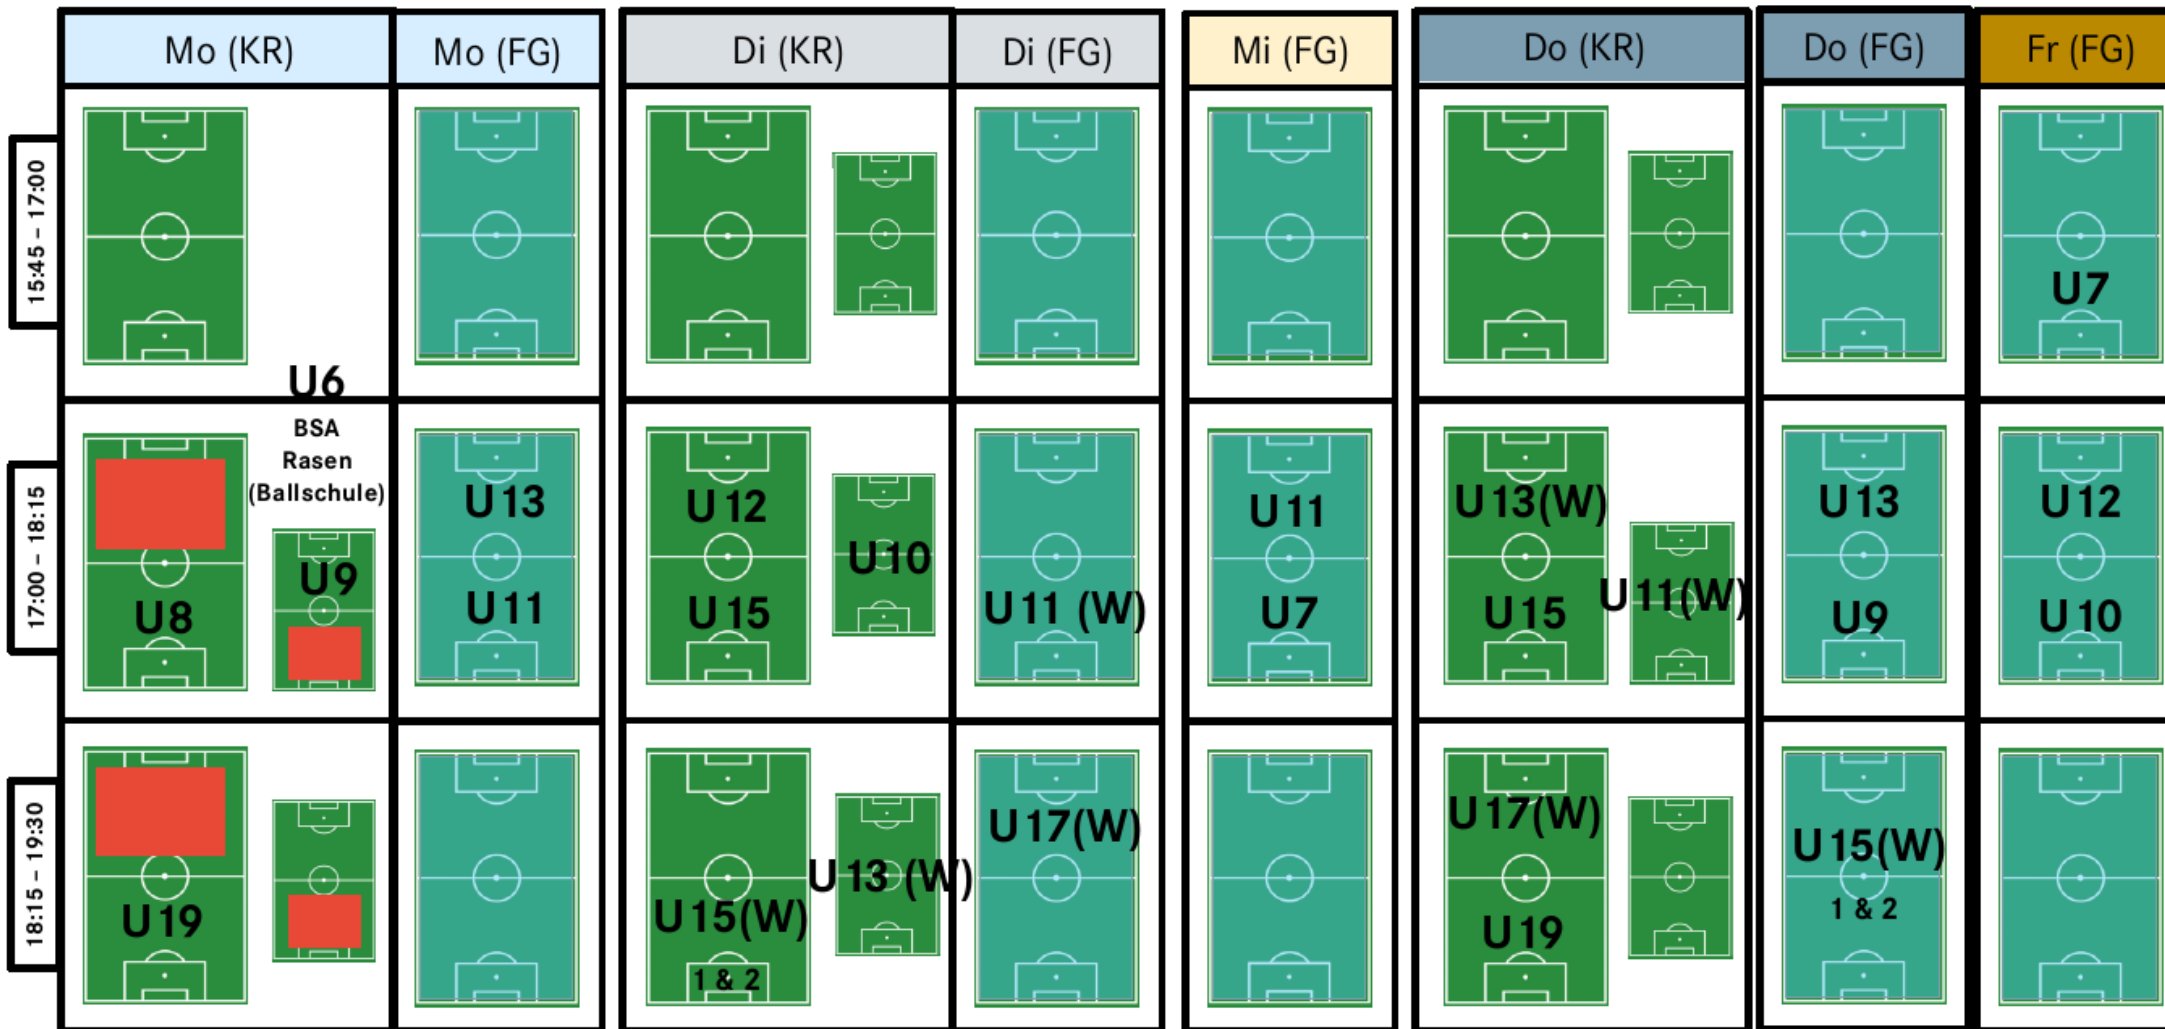 Mo (KR)
Mo (FG)
Di (KR)
Di (FG)
Mi (FG)
Do (KR)
Do (FG)
Fr (FG)
15:45 – 17:00
U7
U6
BSA
Rasen
(Ballschule)
17:00 – 18:15
U8
U9
U13
U11
U12
U15
U10
U11 (W)
U11
U7
U13(W)
U15
U11(W)
U13
U9
U12
U10
18:15 – 19:30
U19
U15(W)
1 & 2
U13 (W)
U17(W)
U17(W)
U19
U15(W)
1 & 2